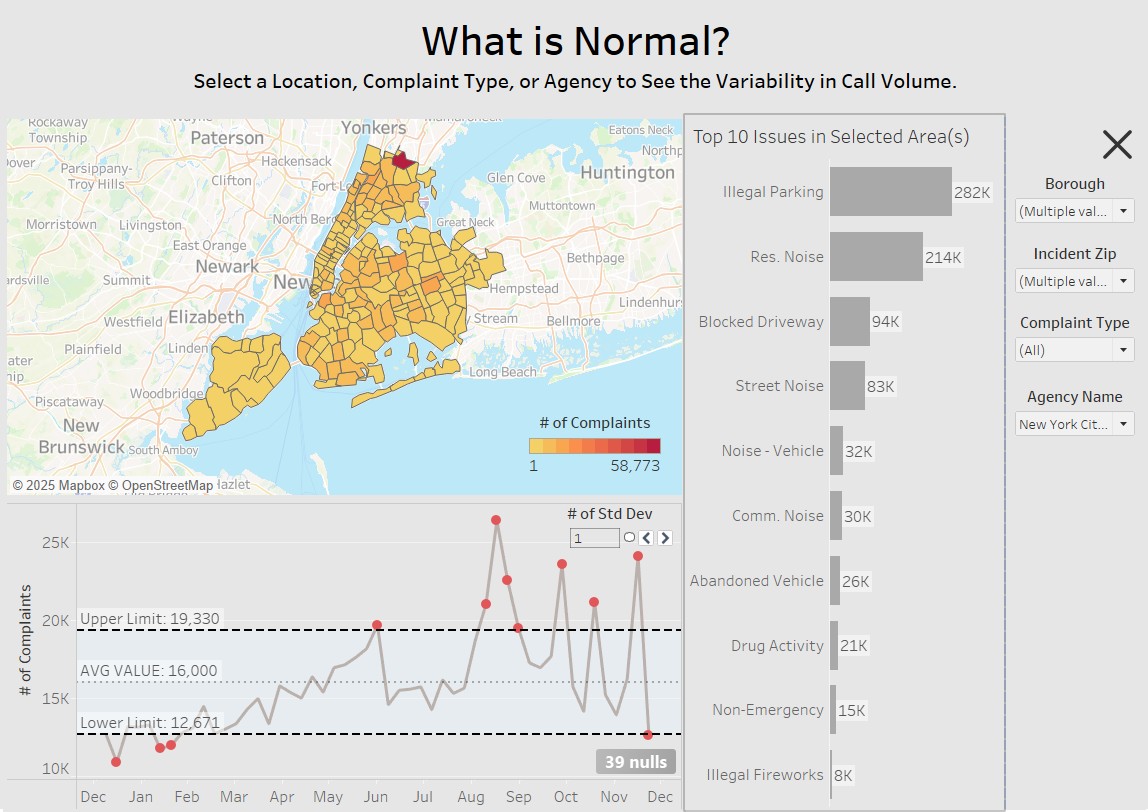 What is Normal?
Select a Location, Complaint Type, or Agency to See the Variability in Call Volume.
Rockaway
Township
Paterson
Yonkers
Eatons Neck
Dover
Parsippany-
Troy Hills
Hackensack
Clifton
Fort Lee
Glen Cove
Huntington
Northp
Morristown
Livingston
North Berg
Great Neck
Muttontown
East Orange
Newark
Bethpage
ardsville
Summit
New
Hempstead
Westfield
Elizabeth
Stream
Bellmore
Lindenhurs
ater
hip
Plainfield
Linden
Long Beach
Piscataway
Woodbridge
New
Brunswick
South Amboy
Hazlet
# of Complaints
1
58,773
© 2025 Mapbox © OpenStreetMap
Top 10 Issues in Selected Area(s)
Illegal Parking 282K
Res. Noise 214K
Blocked Driveway 94K
Street Noise 83K
Noise - Vehicle 32K
Comm. Noise 30K
Abandoned Vehicle 26K
Drug Activity 21K
Non-Emergency 15K
Illegal Fireworks 8K
Borough
(Multiple val...
Incident Zip
(Multiple val...
Complaint Type
(All)
Agency Name
New York Cit...
# of Std Dev
1
# of Complaints
25K
20K
15K
10K
Upper Limit: 19,330
AVG VALUE: 16,000
Lower Limit: 12,671
39 nulls
Dec Jan Feb Mar Apr May Jun Jul Aug Sep Oct Nov Dec